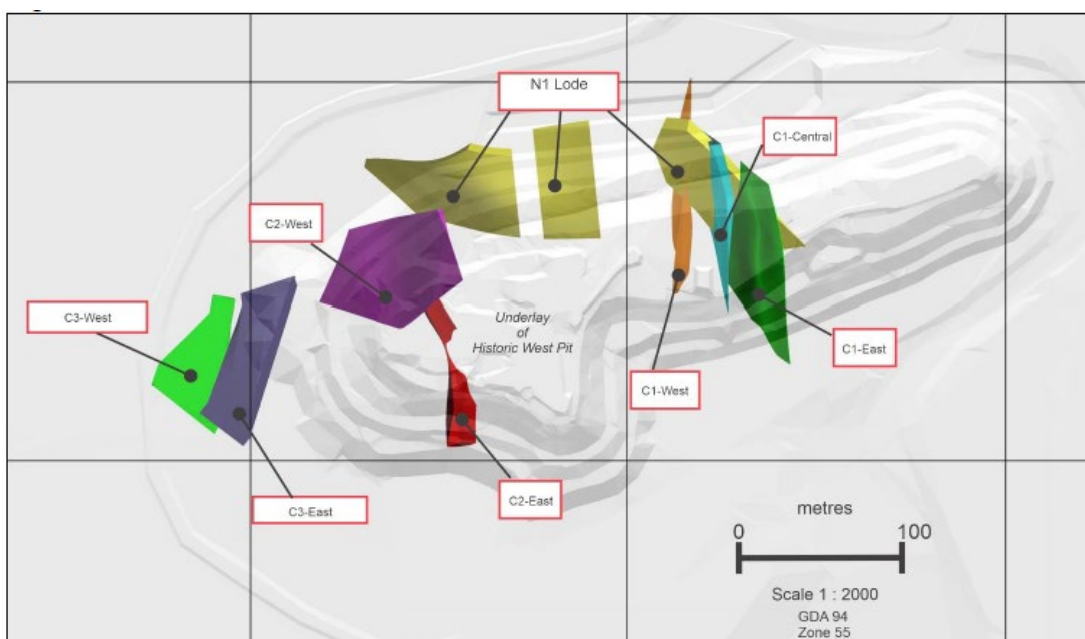 N1 Lode
C1-Central
C2-West
C3-West
Underlay
of
Historic West Pit
C1-East
C1-West
C2-East
C3-East
metres
0 100
Scale 1 : 2000
GDA 94
Zone 55